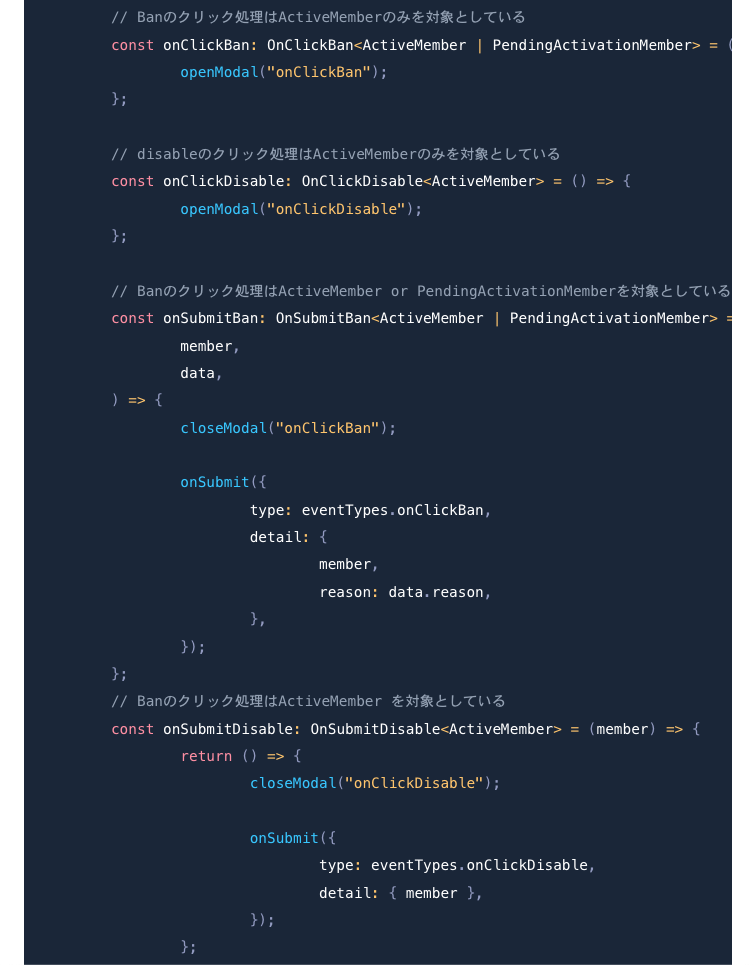 // Banのクリック処理はActiveMemberのみを対象としている
const onClickBan: OnClickBan<ActiveMember | PendingActivationMember> = (
openModal("onClickBan");
};
// disableのクリック処理はActiveMemberのみを対象としている
const onClickDisable: OnClickDisable<ActiveMember> = () => {
openModal("onClickDisable");
};
// Banのクリック処理はActiveMember or PendingActivationMemberを対象としている
const onSubmitBan: OnSubmitBan<ActiveMember | PendingActivationMember> =
member,
data,
) => {
closeModal("onClickBan");
onSubmit({
type: eventTypes.onClickBan,
detail: {
member,
reason: data.reason,
},
});
};
// Banのクリック処理はActiveMember を対象としている
const onSubmitDisable: OnSubmitDisable<ActiveMember> = (member) => {
return () => {
closeModal("onClickDisable");
onSubmit({
type: eventTypes.onClickDisable,
detail: { member },
});
};